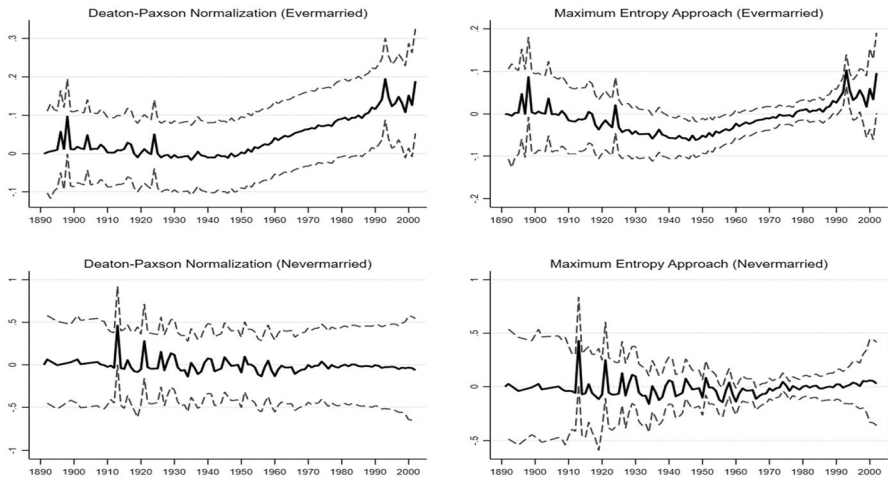 Deaton-Paxson Normalization (Evermarried)
.3
.2
.1
0
-.1
1890 1900 1910 1920 1930 1940 1950 1960 1970 1980 1990 2000
Maximum Entropy Approach (Evermarried)
.2
.1
0
-.1
-.2
1890 1900 1910 1920 1930 1940 1950 1960 1970 1980 1990 2000
Deaton-Paxson Normalization (Nevermarried)
1
.5
0
-.5
-1
1890 1900 1910 1920 1930 1940 1950 1960 1970 1980 1990 2000
Maximum Entropy Approach (Nevermarried)
1
.5
0
-.5
1890 1900 1910 1920 1930 1940 1950 1960 1970 1980 1990 2000